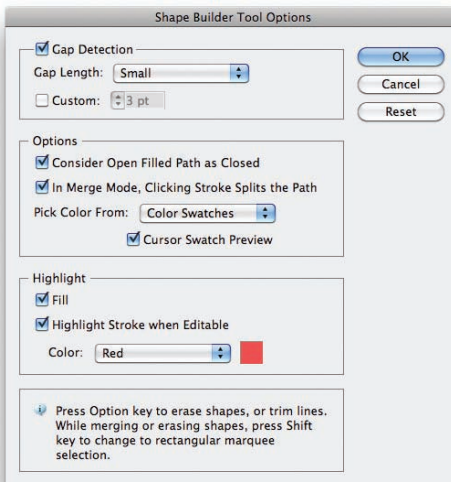 Shape Builder Tool Options
Gap Detection
Gap Length: Small
Custom: 3 pt
OK
Cancel
Reset
Options
Consider Open Filled Path as Closed
In Merge Mode, Clicking Stroke Splits the Path
Pick Color From: Color Swatches
Cursor Swatch Preview
Highlight
Fill
Highlight Stroke when Editable
Color: Red
Press Option key to erase shapes, or trim lines.
While merging or erasing shapes, press Shift
key to change to rectangular marquee
selection.